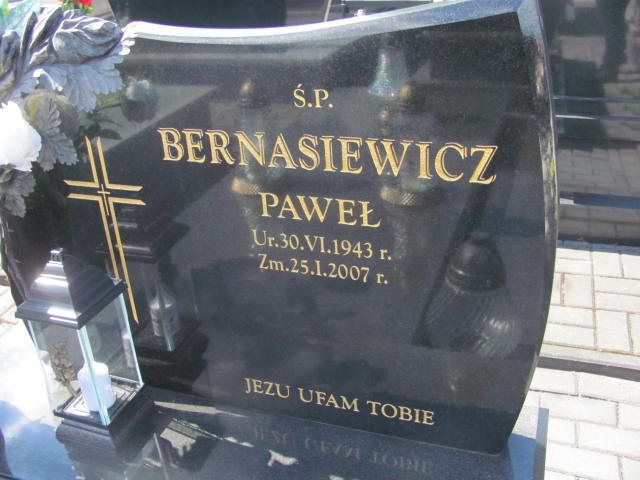 Ś.P.
BERNASIEWICZ
PAWEŁ
Ur.30.VI.1943 r.
Zm.25.I.2007 r.
JEZU UFAM TOBIE